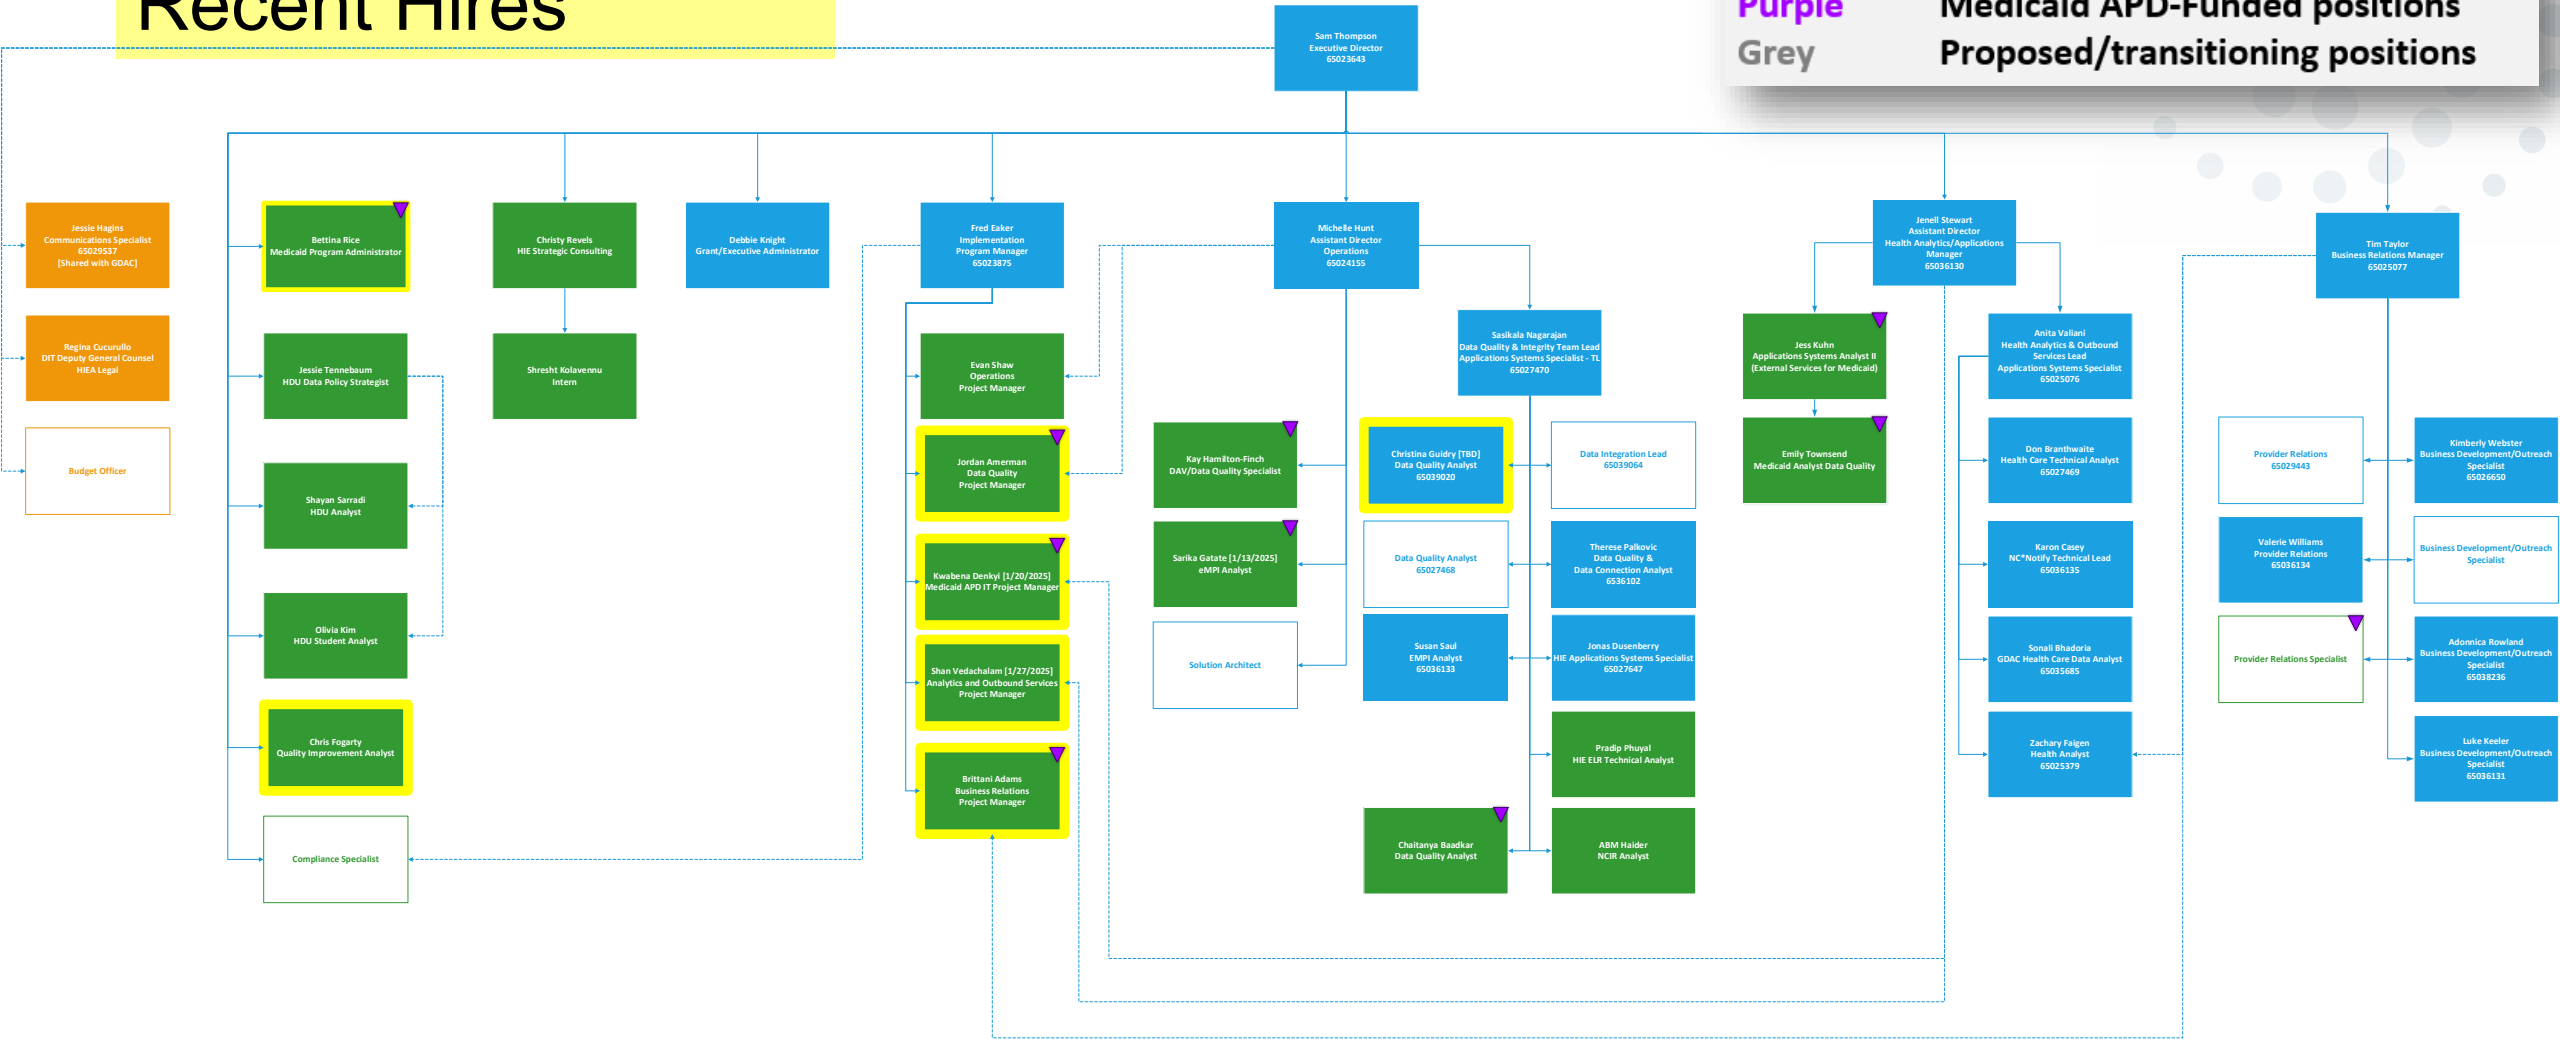 Recent Hires
Purple Medicaid APD-Funded positions
Grey Proposed/transitioning positions
Sam Thompson
Executive Director
65023643
Jessie Hagins
Communications Specialist
65029537
[Shared with GDAC]
Regina Cucurullo
DIT Deputy General Counsel
HIEA Legal
Budget Officer
Bettina Rice
Medicaid Program Administrator
Jessie Tennebaum
HDU Data Policy Strategist
Shayan Sarradi
HDU Analyst
Olivia Kim
HDU Student Analyst
Chris Fogarty
Quality Improvement Analyst
Compliance Specialist
Christy Revels
HIE Strategic Consulting
Shresht Kolavennu
Intern
Debbie Knight
Grant/Executive Administrator
Fred Eaker
Implementation
Program Manager
65023875
Evan Shaw
Operations
Project Manager
Jordan Amerman
Data Quality
Project Manager
Kwabena Denkyi [1/20/2025]
Medicaid APD IT Project Manager
Shan Vedachalam [1/27/2025]
Analytics and Outbound Services
Project Manager
Brittani Adams
Business Relations
Project Manager
Michelle Hunt
Assistant Director
Operations
65024155
Kay Hamilton-Finch
DAV/Data Quality Specialist
Sarika Gatate [1/13/2025]
eMPI Analyst
Solution Architect
Sasikala Nagarajan
Data Quality & Integrity Team Lead
Applications Systems Specialist - TL
65027470
Christina Guidry [TBD]
Data Quality Analyst
65039020
Data Integration Lead
65039064
Data Quality Analyst
65027468
Therese Palkovic
Data Quality &
Data Connection Analyst
6536102
Susan Saul
EMPI Analyst
65036133
Jonas Dusenberry
HIE Applications Systems Specialist
65027647
Pradip Phuyal
HIE ELR Technical Analyst
Chaitanya Baadkar
Data Quality Analyst
ABM Haider
NCIR Analyst
Jenell Stewart
Assistant Director
Health Analytics/Applications
Manager
65036130
Jess Kuhn
Applications Systems Analyst II
(External Services for Medicaid)
Emily Townsend
Medicaid Analyst Data Quality
Anita Valiani
Health Analytics & Outbound
Services Lead
Applications Systems Specialist
65025076
Don Branthwaite
Health Care Technical Analyst
65027469
Karon Casey
NC*Notify Technical Lead
65036135
Sonali Bhadoria
GDAC Health Care Data Analyst
65035685
Zachary Faigen
Health Analyst
65025379
Tim Taylor
Business Relations Manager
65025077
Provider Relations
65029443
Kimberly Webster
Business Development/Outreach
Specialist
65026650
Valerie Williams
Provider Relations
65036134
Business Development/Outreach
Specialist
Provider Relations Specialist
Adonnica Rowland
Business Development/Outreach
Specialist
65038236
Luke Keeler
Business Development/Outreach
Specialist
65036131